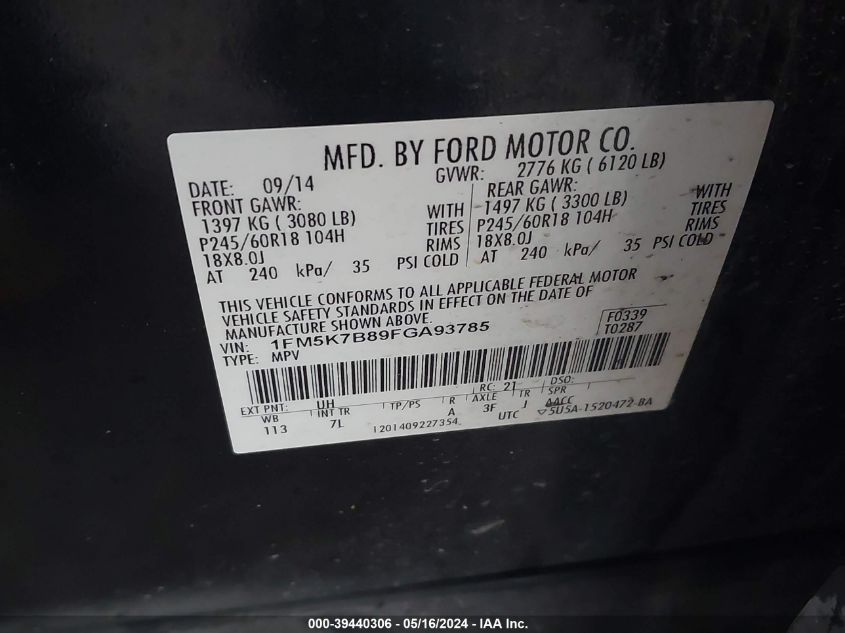 MFD. BY FORD MOTOR CO.
DATE: 09/14 GVWR: 2776 KG ( 6120 LB)
FRONT GAWR: REAR GAWR:
1397 KG ( 3080 LB) WITH 1497 KG ( 3300 LB) WITH
P245/60R18 104H TIRES P245/60R18 104H TIRES
18X8.0J RIMS 18X8.0J RIMS
AT 240 kPa/ 35 PSI COLD AT 240 kPa/ 35 PSI COLD
THIS VEHICLE CONFORMS TO ALL APPLICABLE FEDERAL MOTOR
VEHICLE SAFETY STANDARDS IN EFFECT ON THE DATE OF
MANUFACTURE SHOWN ABOVE.
VIN: 1FM5K7B89FGA93785 F0339
TYPE: MPV T0287
EXT PNT: UH RC: 21 DSO:
WB INT TR TP/PS R AXLE TR SPR
113 7L A 3F J AACC
1201409227354 UTC ▽5U5A-1520472-BA
000-39440306 - 05/16/2024 - IAA Inc.